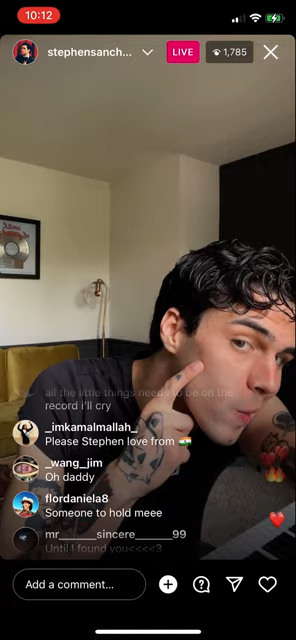 10:12
stephensanch...
LIVE
1,785
all the little things needs to be on the
record i'll cry
_imkamalmallah_
Please Stephen love from 🇮🇳
_wang_jim
Oh daddy
flordaniela8
Someone to hold meee
mr______sincere______99
Until I found you<<<<3
Add a comment...